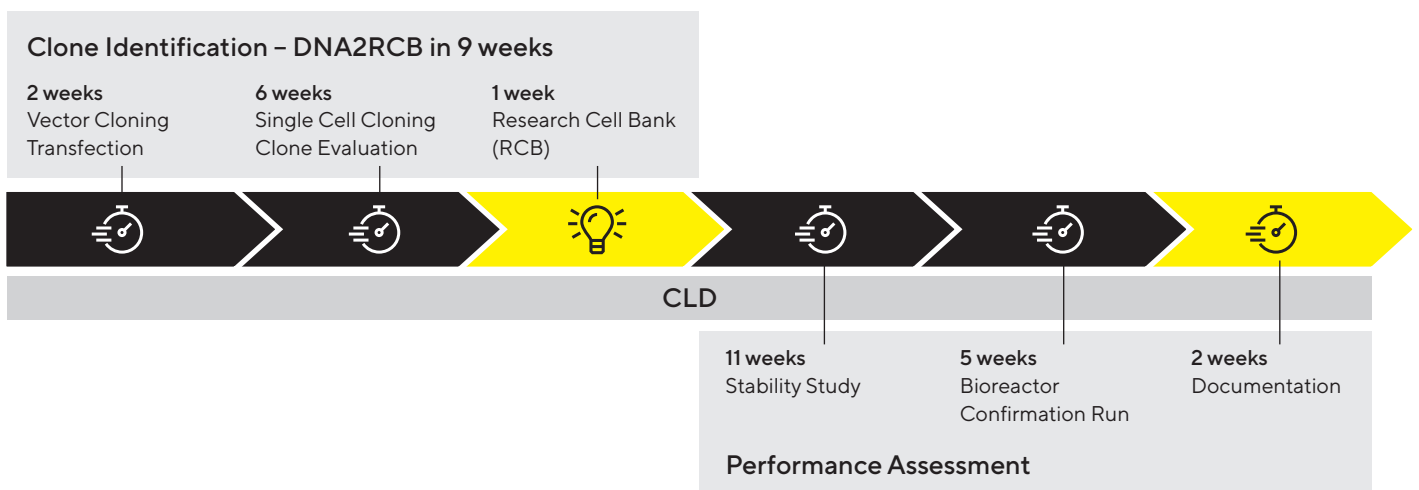 Clone Identification – DNA2RCB in 9 weeks
2 weeks
Vector Cloning
Transfection
6 weeks
Single Cell Cloning
Clone Evaluation
1 week
Research Cell Bank
(RCB)
CLD
11 weeks
Stability Study
5 weeks
Bioreactor
Confirmation Run
2 weeks
Documentation
Performance Assessment